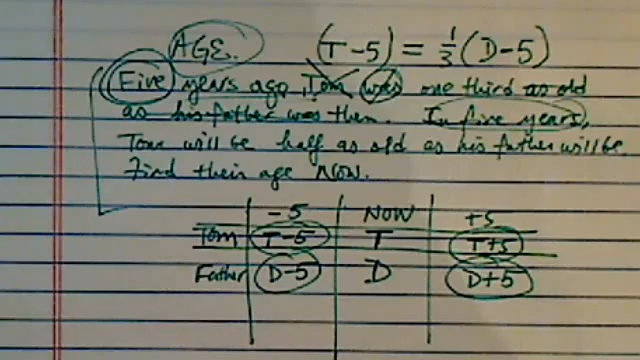 AGE. (T-5) = 1/3 (D-5)
Five years ago, Tom was one third as old
as his father was then. In five years,
Tom will be half as old as his father will be.
Find their age NOW.
-5 NOW +5
Tom T-5 T T+5
Father D-5 D D+5